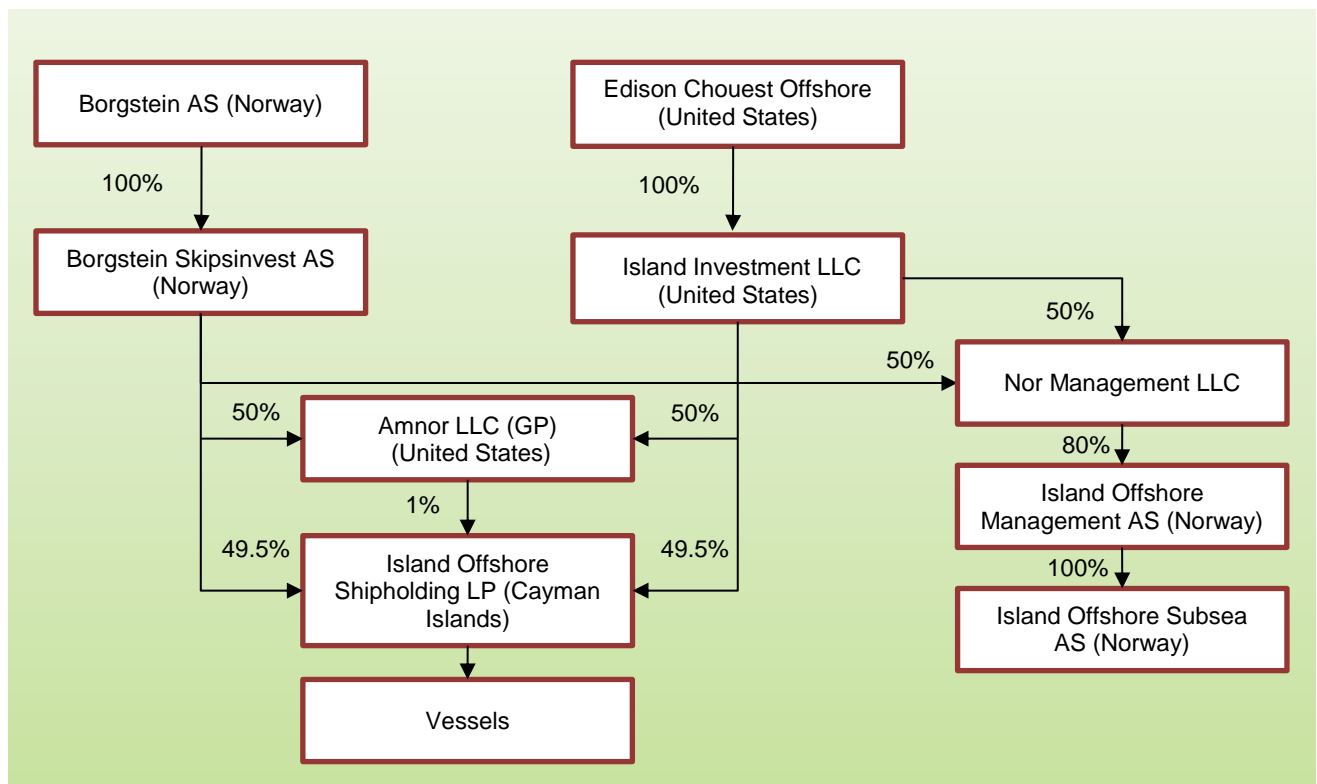 Borgstein AS (Norway)
Edison Chouest Offshore
(United States)
100%
100%
Borgstein Skipsinvest AS
(Norway)
Island Investment LLC
(United States)
50%
50%
Nor Management LLC
50%
Amnor LLC (GP)
(United States)
50%
80%
1%
Island Offshore
Management AS (Norway)
49.5%
Island Offshore
Shipholding LP (Cayman
Islands)
49.5%
100%
Island Offshore Subsea
AS (Norway)
Vessels